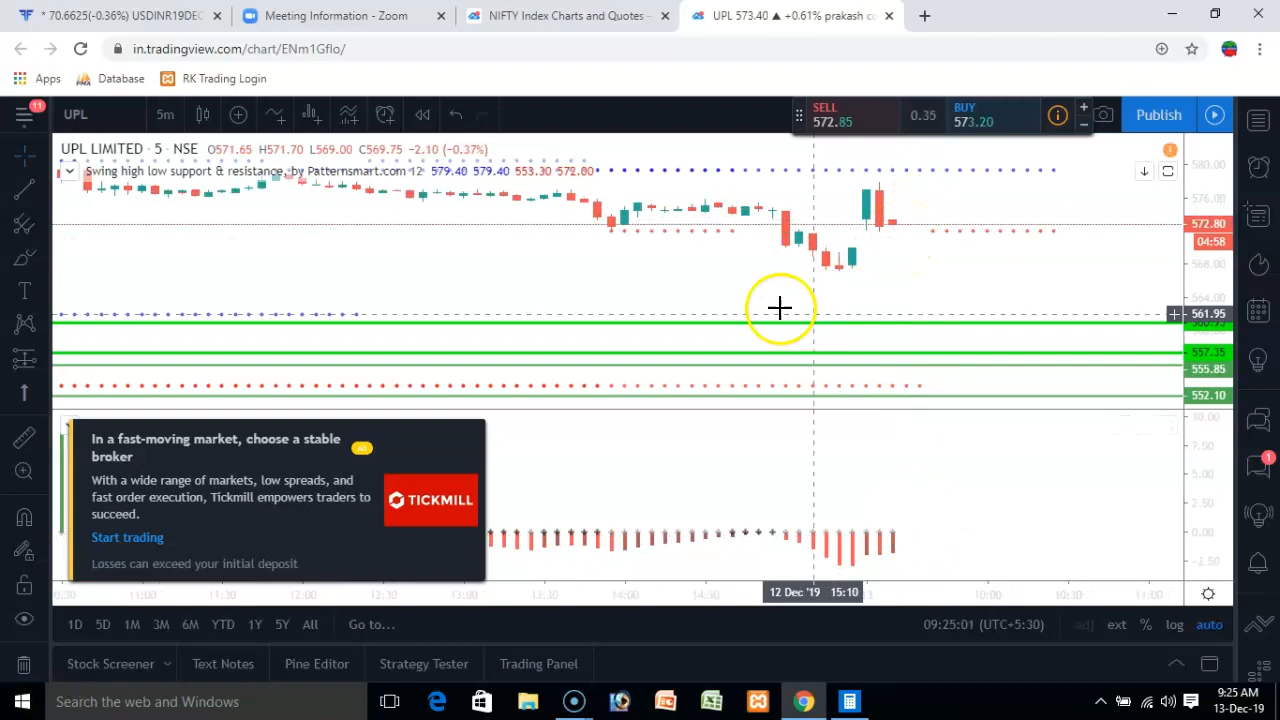 * 70.6625(-0.36%) USDINR19DEC
Meeting Information - Zoom
NIFTY Index Charts and Quotes –
UPL 573.40 ▲ +0.61% prakash co
in.tradingview.com/chart/ENm1Gflo/
Apps
Database
RK Trading Login
11
UPL
5m
SELL
572.85
0.35
BUY
573.20
Publish
UPL LIMITED · 5 · NSE O571.65 H571.70 L569.00 C569.75 -2.10 (-0.37%)
Swing high low support & resistance, by Patternsmart.com 12 579.40 579.40 553.30 572.00
580.00
576.00
572.80
04:58
568.00
564.00
561.95
557.35
555.85
552.10
10.00
7.50
5.00
2.50
0.00
-2.50
In a fast-moving market, choose a stable
broker
AD
With a wide range of markets, low spreads, and
fast order execution, Tickmill empowers traders to
succeed.
TICKMILL
Start trading
Losses can exceed your initial deposit
11:00
11:30
12:00
12:30
13:00
13:30
14:00
14:30
12 Dec '19 15:10
10:00
10:30
11:00
1D 5D 1M 3M 6M YTD 1Y 5Y All Go to...
09:25:01 (UTC+5:30)
adj ext % log auto
Stock Screener
Text Notes
Pine Editor
Strategy Tester
Trading Panel
1
Search the web and Windows
9:25 AM
13-Dec-19